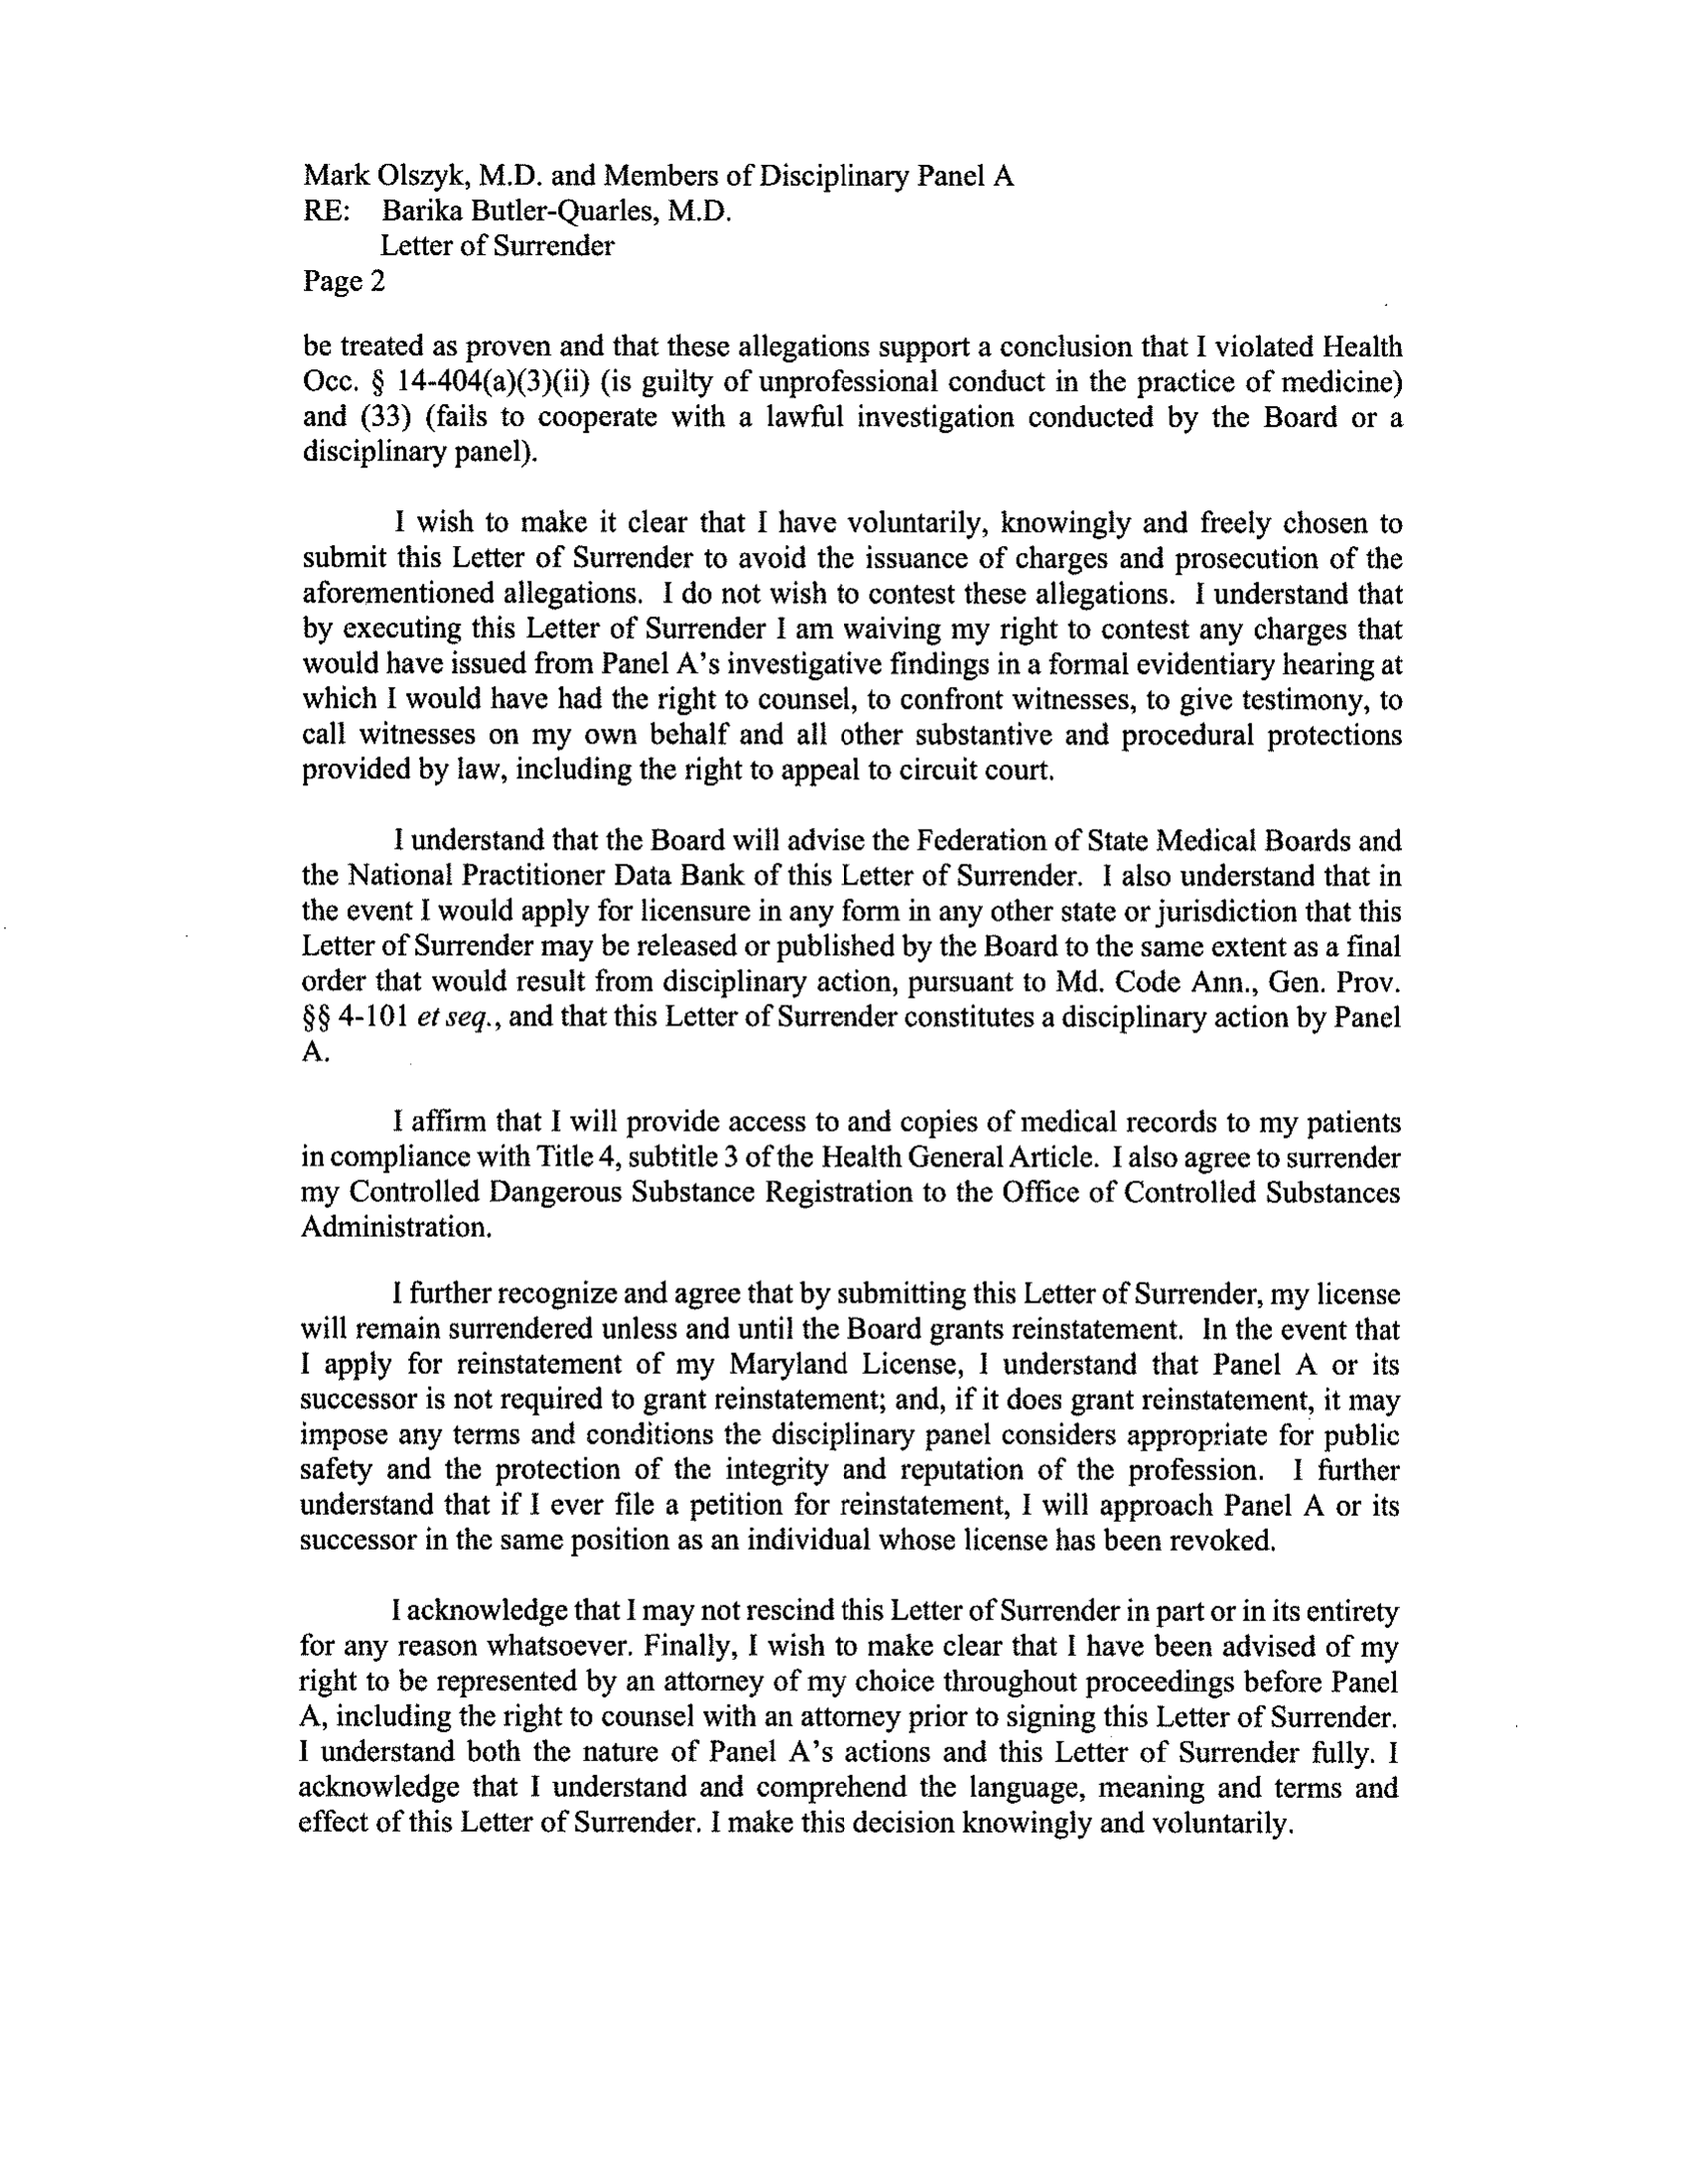 Mark Olszyk, M.D. and Members of Disciplinary Panel A
RE: Barika Butler-Quarles, M.D.
Letter of Surrender
Page 2
be treated as proven and that these allegations support a conclusion that I violated Health
Occ. § 14-404(a)(3)(ii) (is guilty of unprofessional conduct in the practice of medicine)
and (33) (fails to cooperate with a lawful investigation conducted by the Board or a
disciplinary panel).
I wish to make it clear that I have voluntarily, knowingly and freely chosen to
submit this Letter of Surrender to avoid the issuance of charges and prosecution of the
aforementioned allegations. I do not wish to contest these allegations. I understand that
by executing this Letter of Surrender I am waiving my right to contest any charges that
would have issued from Panel A's investigative findings in a formal evidentiary hearing at
which I would have had the right to counsel, to confront witnesses, to give testimony, to
call witnesses on my own behalf and all other substantive and procedural protections
provided by law, including the right to appeal to circuit court.
I understand that the Board will advise the Federation of State Medical Boards and
the National Practitioner Data Bank of this Letter of Surrender. I also understand that in
the event I would apply for licensure in any form in any other state or jurisdiction that this
Letter of Surrender may be released or published by the Board to the same extent as a final
order that would result from disciplinary action, pursuant to Md. Code Ann., Gen. Prov.
§§ 4-101 et seq., and that this Letter of Surrender constitutes a disciplinary action by Panel
A.
I affirm that I will provide access to and copies of medical records to my patients
in compliance with Title 4, subtitle 3 of the Health General Article. I also agree to surrender
my Controlled Dangerous Substance Registration to the Office of Controlled Substances
Administration.
I further recognize and agree that by submitting this Letter of Surrender, my license
will remain surrendered unless and until the Board grants reinstatement. In the event that
I apply for reinstatement of my Maryland License, I understand that Panel A or its
successor is not required to grant reinstatement; and, if it does grant reinstatement, it may
impose any terms and conditions the disciplinary panel considers appropriate for public
safety and the protection of the integrity and reputation of the profession. I further
understand that if I ever file a petition for reinstatement, I will approach Panel A or its
successor in the same position as an individual whose license has been revoked.
I acknowledge that I may not rescind this Letter of Surrender in part or in its entirety
for any reason whatsoever. Finally, I wish to make clear that I have been advised of my
right to be represented by an attorney of my choice throughout proceedings before Panel
A, including the right to counsel with an attorney prior to signing this Letter of Surrender.
I understand both the nature of Panel A's actions and this Letter of Surrender fully. I
acknowledge that I understand and comprehend the language, meaning and terms and
effect of this Letter of Surrender. I make this decision knowingly and voluntarily.